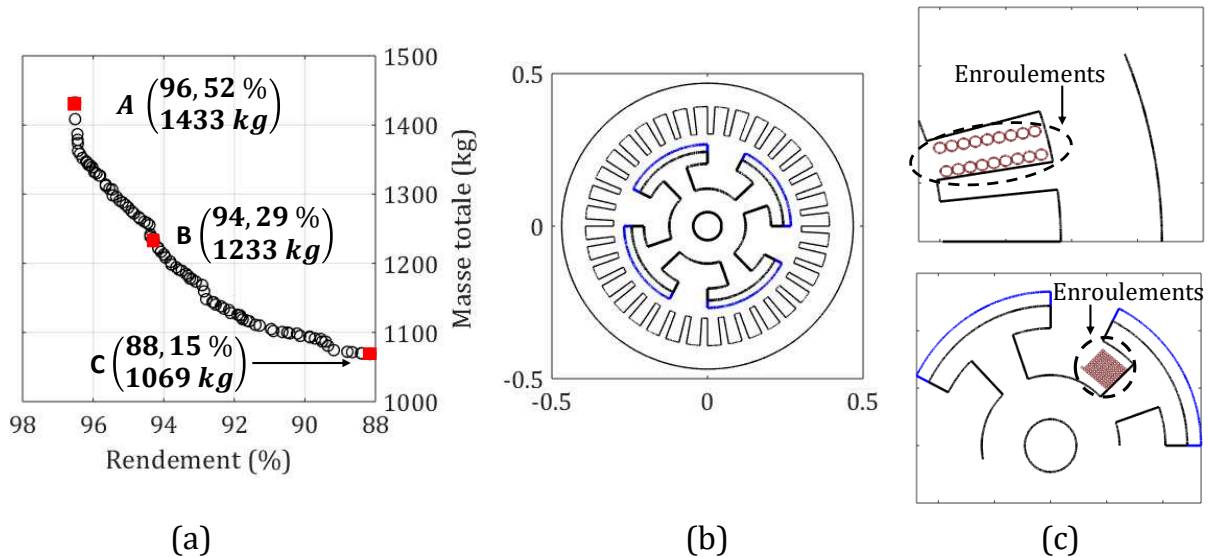 1500
1400
1300
1200
1100
1000
Masse totale (kg)
A (96,52 %
1433 kg)
B (94,29 %
1233 kg)
C (88,15 %
1069 kg)
98 96 94 92 90 88
Rendement (%)
(a)
0.5
0
-0.5
-0.5 0 0.5
(b)
Enroulements
Enroulements
(c)